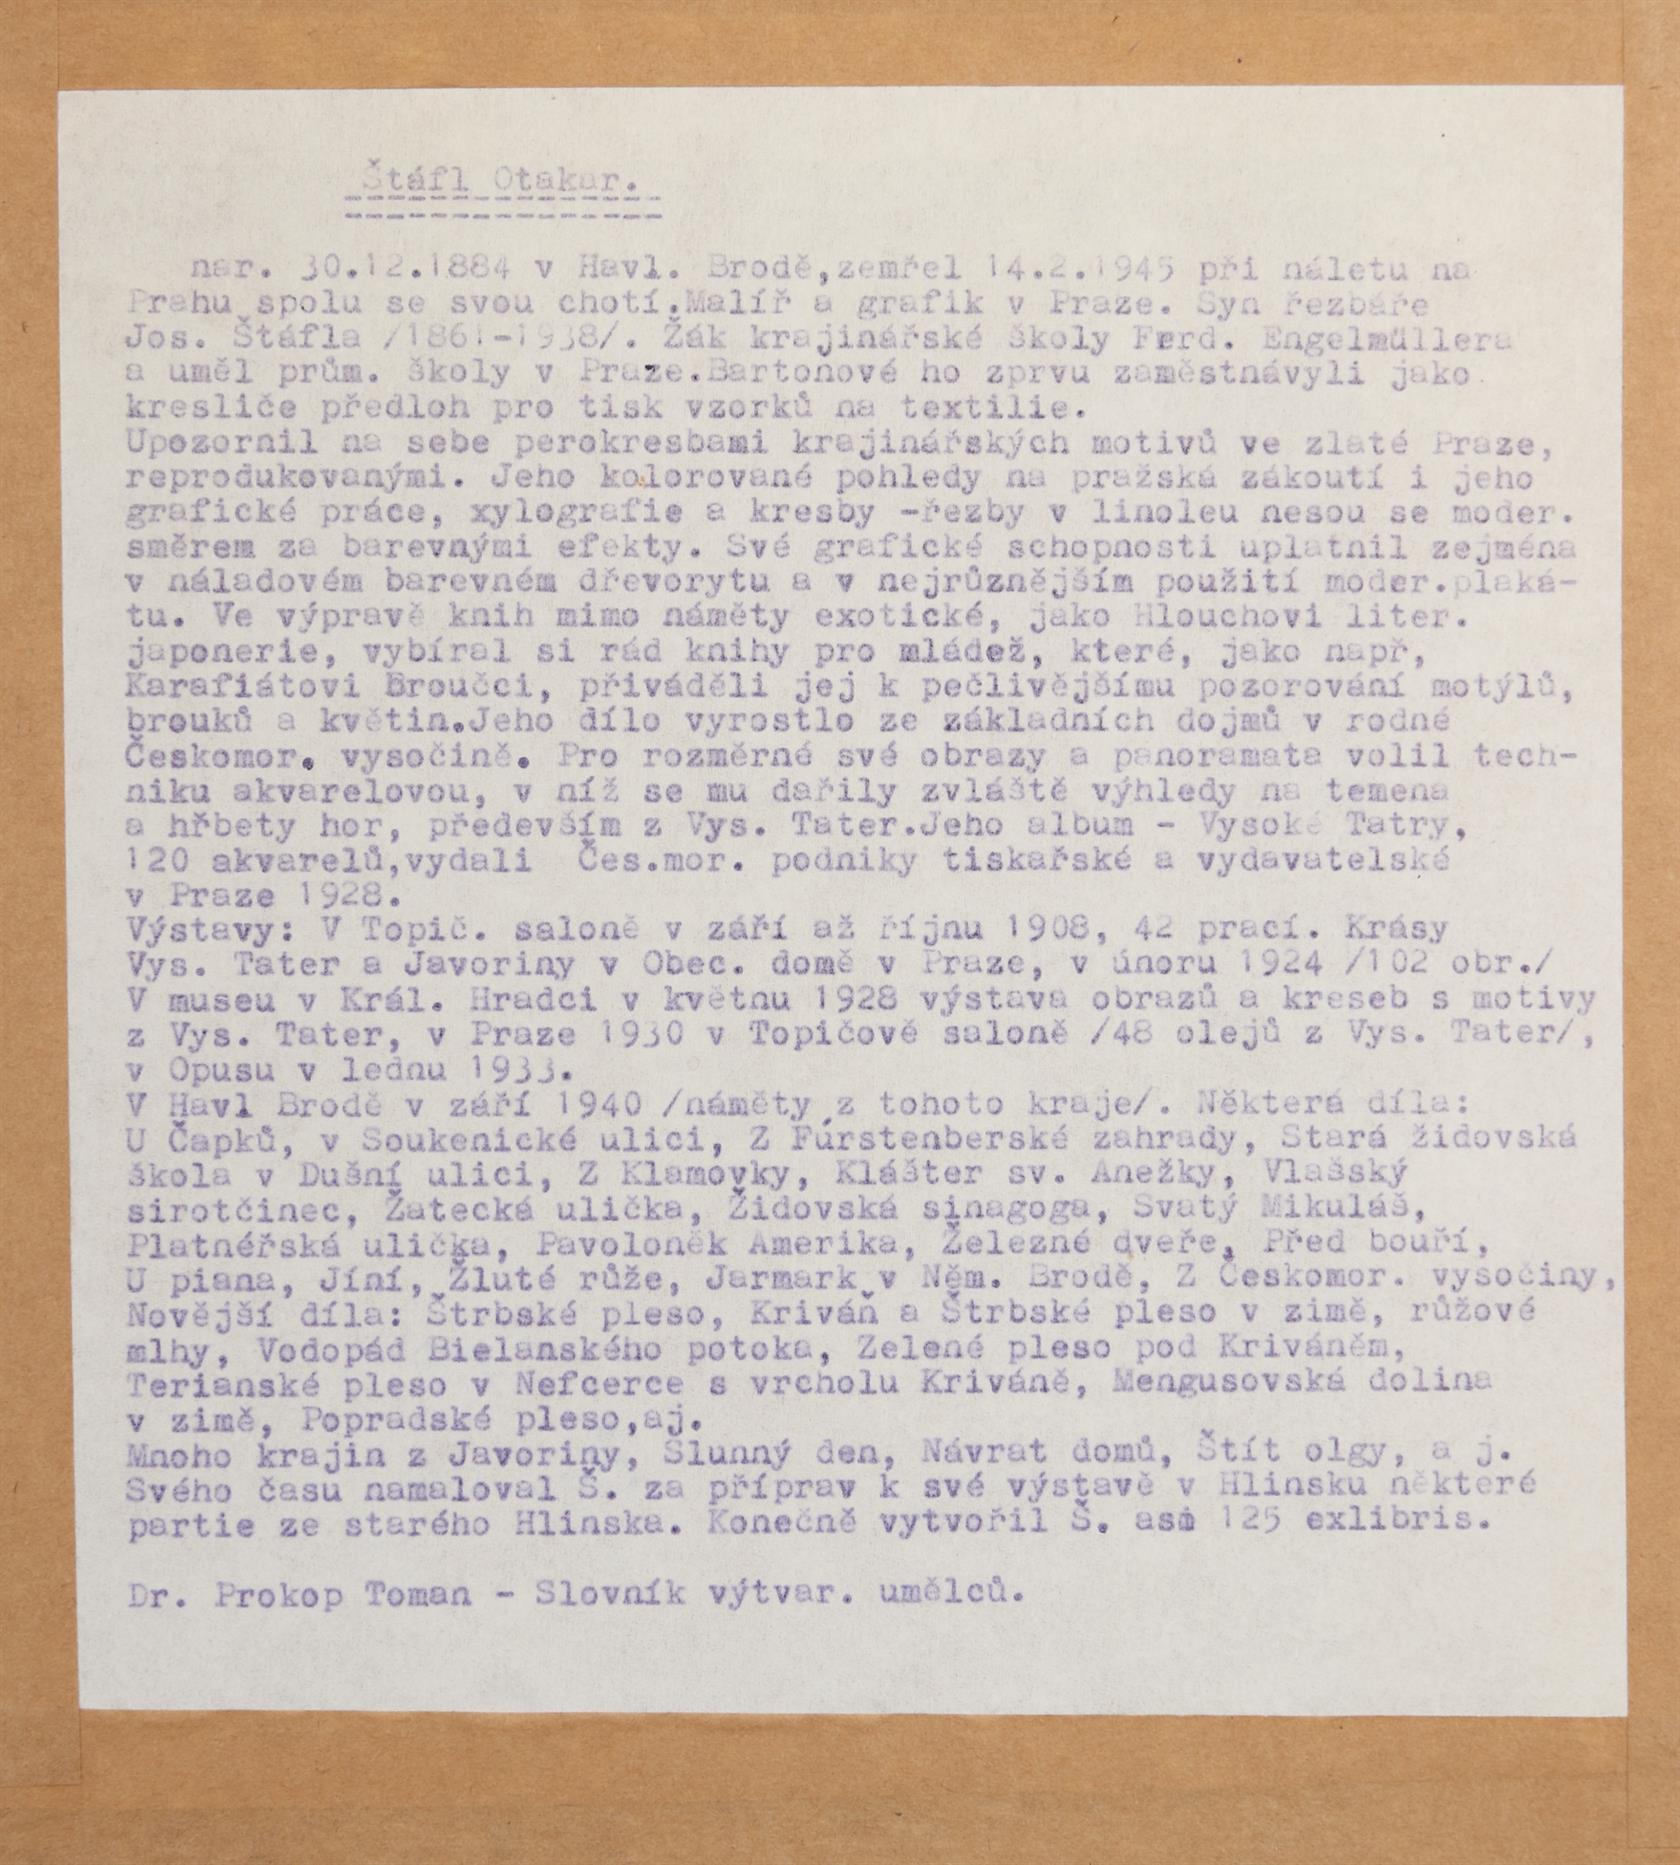 Štáfl Otakar.
nar. 30.12.1884 v Havl. Brodě,zemřel 14.2.1945 při náletu na
Prahu spolu se svou chotí.Malíř a grafik v Praze. Syn řezbáře
Jos. Štáfla /1861-1938/. Žák krajinářské školy Ferd. Engelmüllera
a uměl prům. školy v Praze.Bartonové ho zprvu zaměstnávyli jako
kresliče předloh pro tisk vzorků na textilie.
Upozornil na sebe perokresbami krajinářských motivů ve zlaté Praze,
reprodukovanými. Jeho kolorované pohledy na pražská zákoutí i jeho
grafické práce, xylografie a kresby -řezby v linoleu nesou se moder.
směrem za barevnými efekty. Své grafické schopnosti uplatnil zejména
v náladovém barevném dřevorytu a v nejrůznějším použití moder.plaká-
tu. Ve výpravě knih mimo náměty exotické, jako Hlouchovi liter.
japonerie, vybíral si rád knihy pro mládež, které, jako např,
Karafiátovi Broučci, přiváděli jej k pečlivějšímu pozorování motýlů,
brouků a květin.Jeho dílo vyrostlo ze základních dojmů v rodné
Českomor. vysočině. Pro rozměrné své obrazy a panoramata volil tech-
niku akvarelovou, v níž se mu dařily zvláště výhledy na temena
a hřbety hor, především z Vys. Tater.Jeho album - Vysoké Tatry,
120 akvarelů,vydali Čes.mor. podniky tiskařské a vydavatelské
v Praze 1928.
Výstavy: V Topič. saloně v září až říjnu 1908, 42 prací. Krásy
Vys. Tater a Javoriny v Obec. domě v Praze, v únoru 1924 /102 obr./
V museu v Král. Hradci v květnu 1928 výstava obrazů a kreseb s motivy
z Vys. Tater, v Praze 1930 v Topičově saloně /48 olejů z Vys. Tater/,
v Opusu v lednu 1933.
V Havl Brodě v září 1940 /náměty z tohoto kraje/. Některá díla:
U Čapků, v Soukenické ulici, Z Fúrstenberské zahrady, Stará židovská
škola v Dušní ulici, Z Klamovky, Klášter sv. Anežky, Vlašský
sirotčinec, Žatecká ulička, Židovská sinagoga, Svatý Mikuláš,
Platnéřská ulička, Pavoloněk Amerika, Železné dveře, Před bouří,
U piana, Jíní, Žluté růže, Jarmark v Něm. Brodě, Z Českomor. vysočiny,
Novější díla: Štrbské pleso, Kriváň a Štrbské pleso v zimě, růžové
mlhy, Vodopád Bielanského potoka, Zelené pleso pod Kriváněm,
Terianské pleso v Nefcerce s vrcholu Kriváně, Mengusovská dolina
v zimě, Popradské pleso,aj.
Mnoho krajin z Javoriny, Slunný den, Návrat domů, Štít olgy, a j.
Svého času namaloval Š. za příprav k své výstavě v Hlinsku některé
partie ze starého Hlinska. Konečně vytvořil Š. asi 125 exlibris.
Dr. Prokop Toman - Slovník výtvar. umělců.